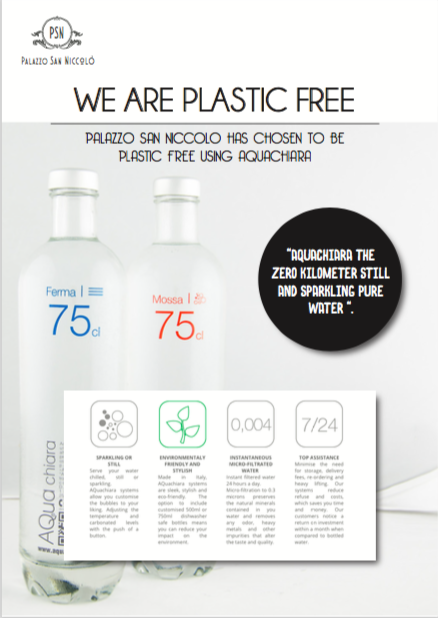 PSN
PALAZZO SAN NICCOLÓ
WE ARE PLASTIC FREE
PALAZZO SAN NICCOLO HAS CHOSEN TO BE
PLASTIC FREE USING AQUACHIARA
"AQUACHIARA THE
ZERO KILOMETER STILL
AND SPARKLING PURE
WATER ".
Ferma |
75cl
Mossa |
75cl
AQua chiara
www.aqu
0,004
7/24
SPARKLING OR
STILL
Serve your water
chilled, still or
sparkling.
AQuachiara systems
allow you customise
the bubbles to your
liking. Adjusting the
temperature and
carbonated levels
with the push of a
button.
ENVIRONMENTALY
FRIENDLY AND
STYLISH
Made in Italy,
AQuachiara systems
are sleek, stylish and
eco-friendly. The
option to include
customised 500ml or
750ml dishwasher
safe bottles means
you can reduce your
impact on the
environment.
INSTANTANEOUS
MICRO-FILTRATED
WATER
Instant filtered water
24 hours a day.
Micro-filtration to 0.3
microns preserves
the natural minerals
contained in you
water and removes
any odor, heavy
metals and other
impurities that alter
the taste and quality.
TOP ASSISTANCE
Minimise the need
for storage, delivery
fees, re-ordering and
heavy lifting. Our
systems reduce
refuse and costs,
which saves you time
and money. Our
customers notice a
return on investment
within a month when
compared to bottled
water.